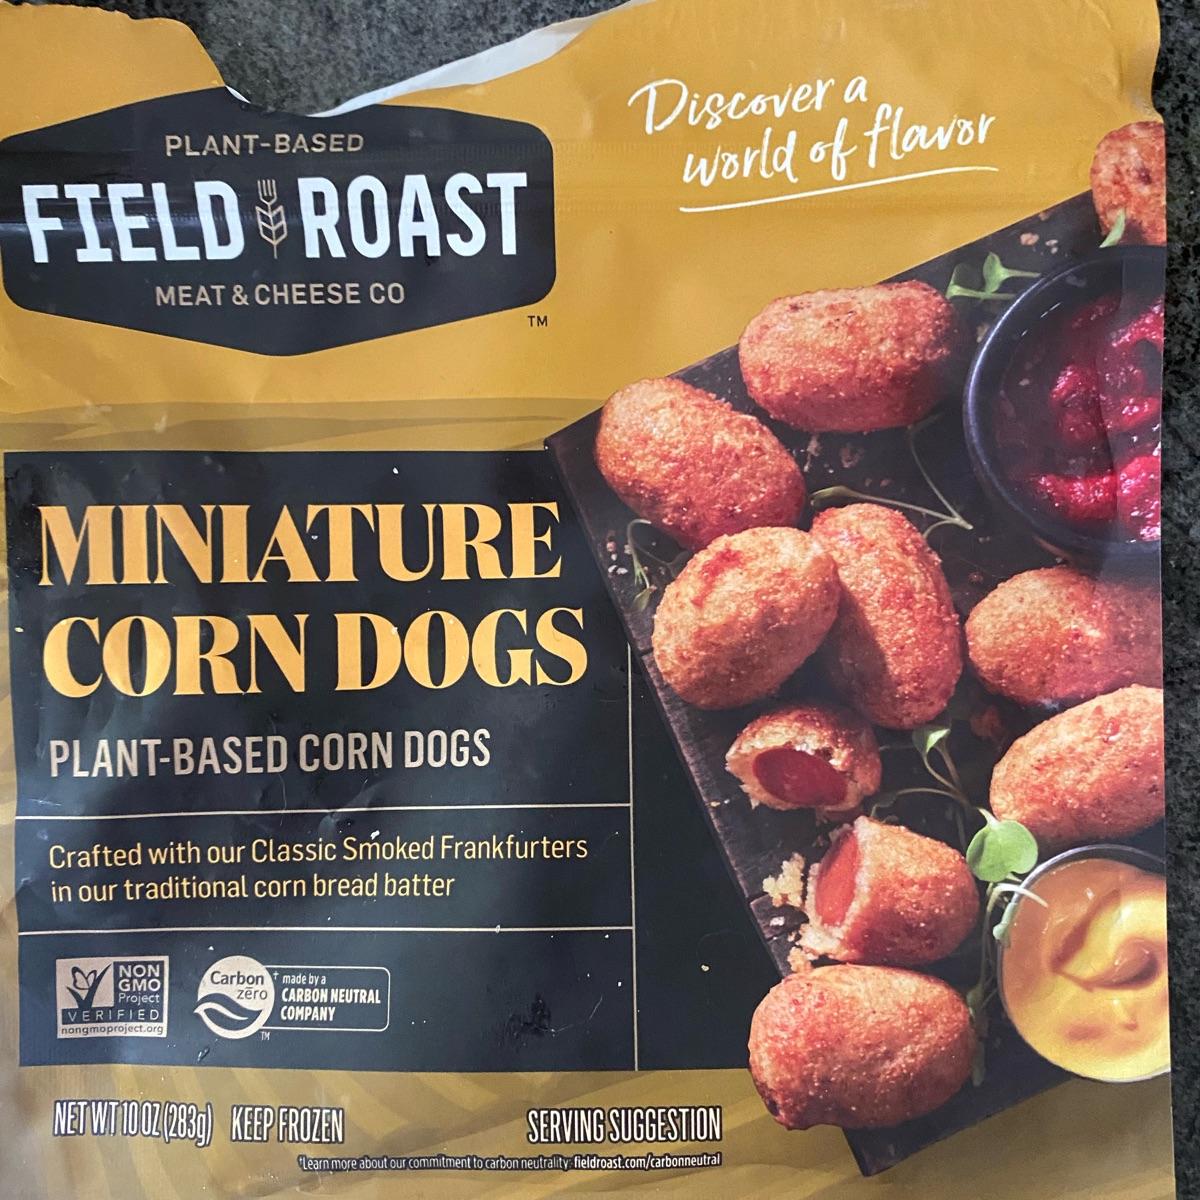 PLANT-BASED
FIELD ROAST
MEAT & CHEESE CO
TM
Discover a
world of flavor
MINIATURE
CORN DOGS
PLANT-BASED CORN DOGS
Crafted with our Classic Smoked Frankfurters
in our traditional corn bread batter
NON
GMO
Project
VERIFIED
nongmoproject.org
Carbon
zero
TM
† made by a
CARBON NEUTRAL
COMPANY
NET WT 10 OZ (283g) KEEP FROZEN
SERVING SUGGESTION
†Learn more about our commitment to carbon neutrality: fieldroast.com/carbonneutral